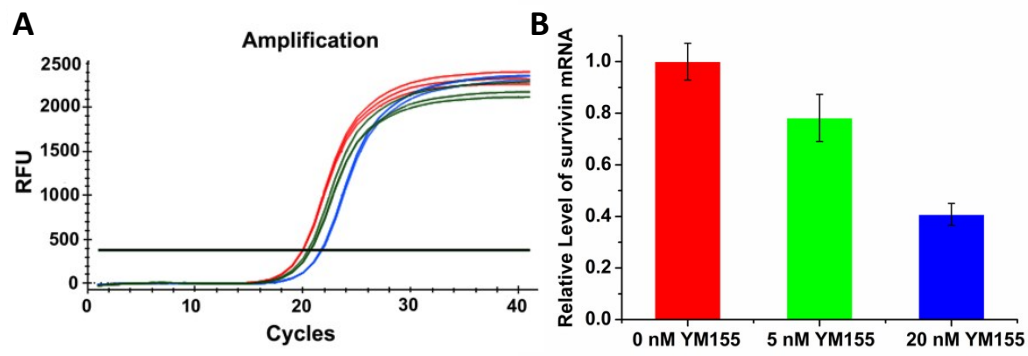 A
Amplification
2500
2000
1500
1000
500
0
RFU
0 10 20 30 40
Cycles
B
Relative Level of survivin mRNA
1.0
0.8
0.6
0.4
0.2
0.0
0 nM YM155 5 nM YM155 20 nM YM155